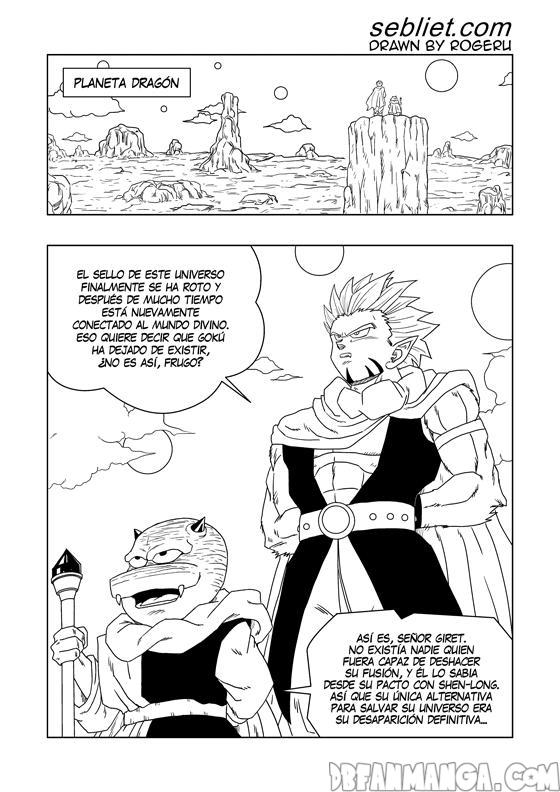 sebliet.com
DRAWN BY ROGERU
PLANETA DRAGÓN
EL SELLO DE ESTE UNIVERSO
FINALMENTE SE HA ROTO Y
DESPUÉS DE MUCHO TIEMPO
ESTÁ NUEVAMENTE
CONECTADO AL MUNDO DIVINO.
ESO QUIERE DECIR QUE GOKÚ
HA DEJADO DE EXISTIR,
¿NO ES ASÍ, FRUGO?
ASÍ ES, SEÑOR GIRET.
NO EXISTÍA NADIE QUIEN
FUERA CAPAZ DE DESHACER
SU FUSIÓN, Y ÉL LO SABIA
DESDE SU PACTO CON SHEN-LONG.
ASÍ QUE SU ÚNICA ALTERNATIVA
PARA SALVAR SU UNIVERSO ERA
SU DESAPARICIÓN DEFINITIVA...
DBFANMANGA.COM